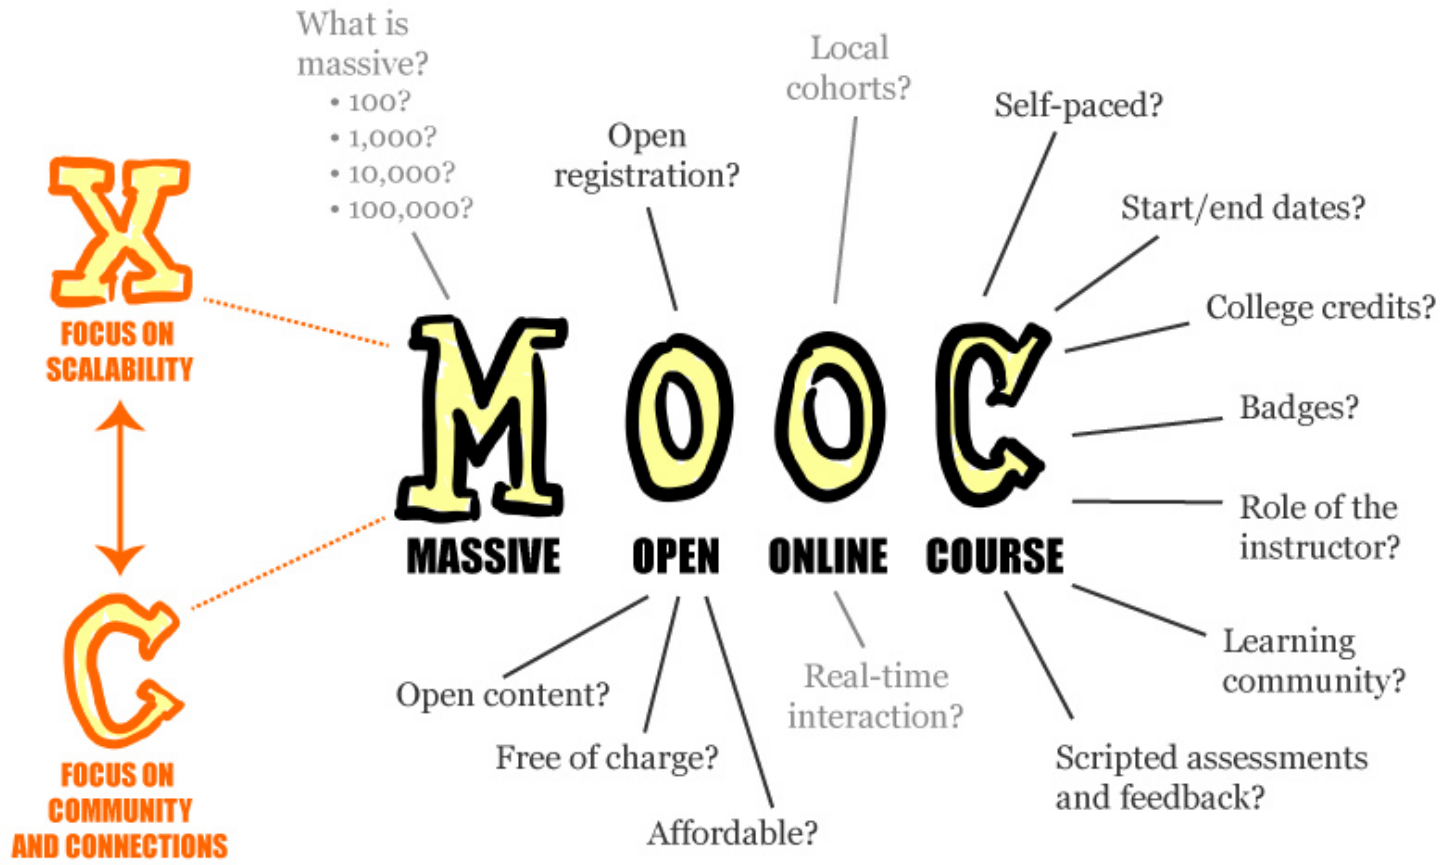 What is
massive?
• 100?
• 1,000?
• 10,000?
• 100,000?
Open
registration?
Local
cohorts?
Self-paced?
Start/end dates?
College credits?
Badges?
Role of the
instructor?
Learning
community?
Scripted assessments
and feedback?
X
FOCUS ON
SCALABILITY
C
FOCUS ON
COMMUNITY
AND CONNECTIONS
MOOC
MASSIVE OPEN ONLINE COURSE
Open content?
Free of charge?
Affordable?
Real-time
interaction?